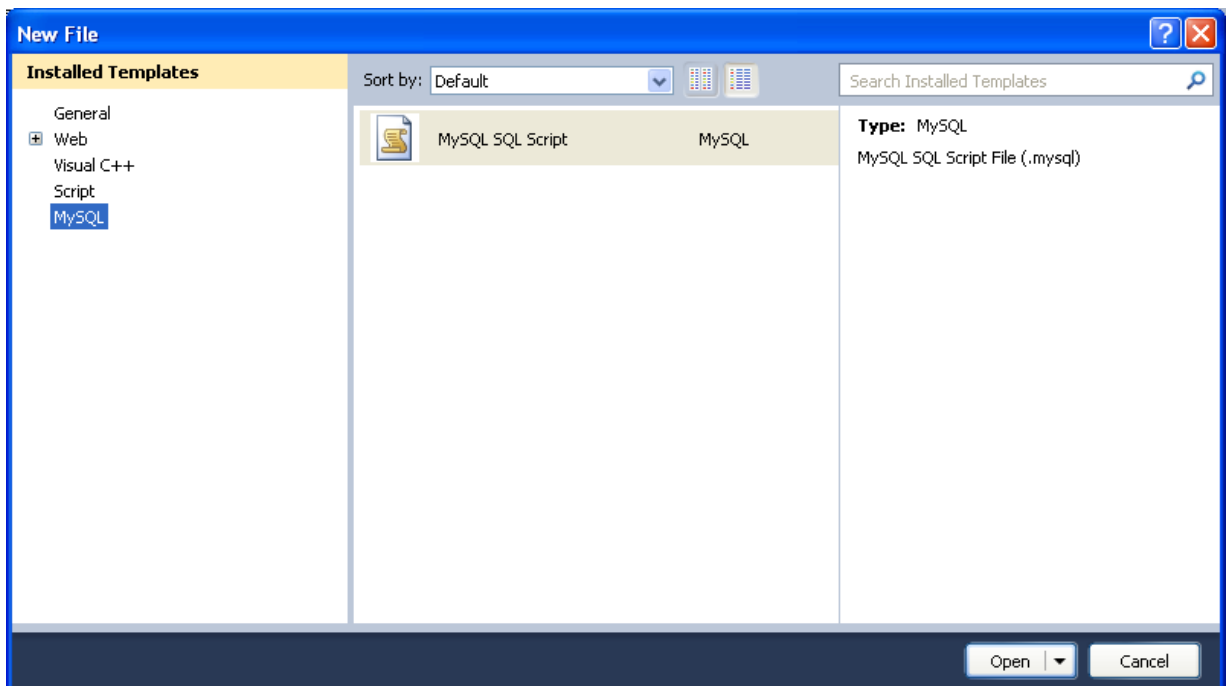 New File
Installed Templates
General
Web
Visual C++
Script
MySQL
Sort by: Default
MySQL SQL Script MySQL
Search Installed Templates
Type: MySQL
MySQL SQL Script File (.mysql)
Open
Cancel